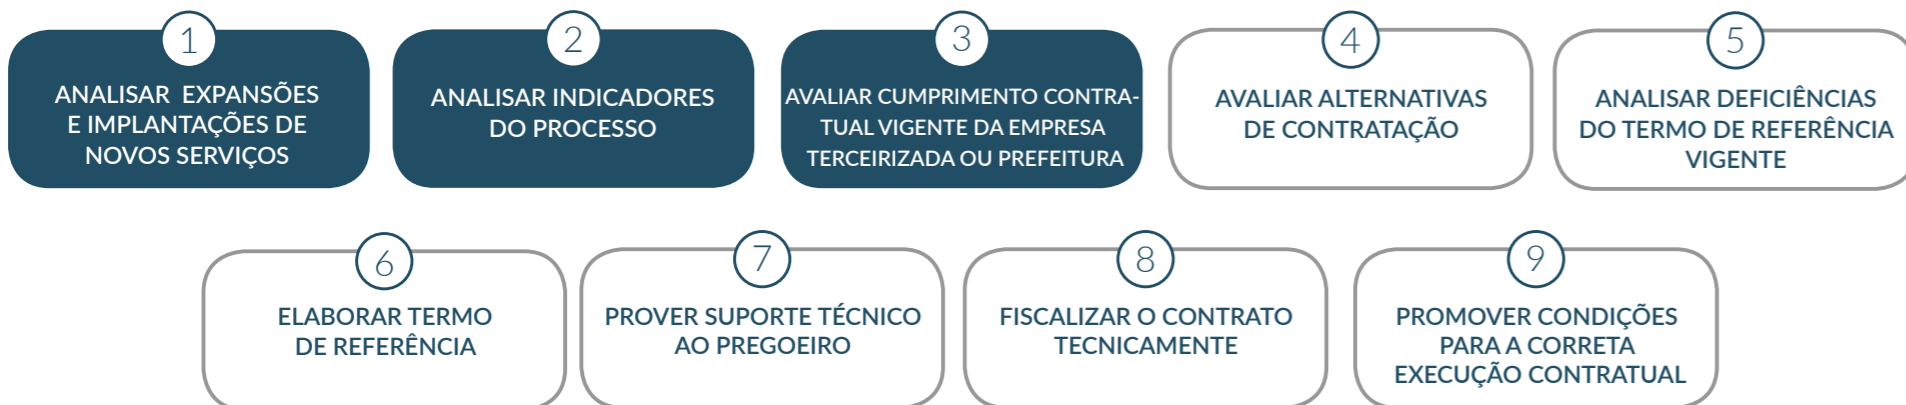 1
ANALISAR EXPANSÕES
E IMPLANTAÇÕES DE
NOVOS SERVIÇOS
2
ANALISAR INDICADORES
DO PROCESSO
3
AVALIAR CUMPRIMENTO CONTRA-
TUAL VIGENTE DA EMPRESA
TERCEIRIZADA OU PREFEITURA
4
AVALIAR ALTERNATIVAS
DE CONTRATAÇÃO
5
ANALISAR DEFICIÊNCIAS
DO TERMO DE REFERÊNCIA
VIGENTE
6
ELABORAR TERMO
DE REFERÊNCIA
7
PROVER SUPORTE TÉCNICO
AO PREGOEIRO
8
FISCALIZAR O CONTRATO
TECNICAMENTE
9
PROMOVER CONDIÇÕES
PARA A CORRETA
EXECUÇÃO CONTRATUAL